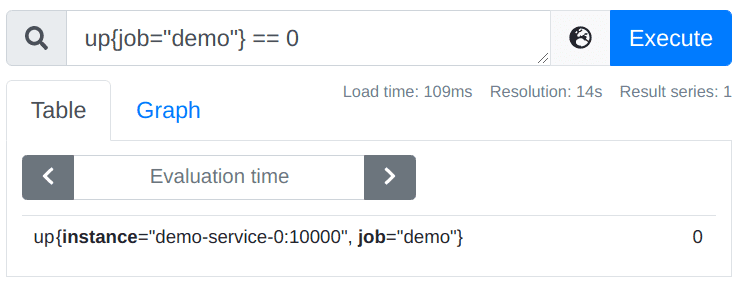 up{job="demo"} == 0
Execute
Table
Graph
Load time: 109ms Resolution: 14s Result series: 1
Evaluation time
up{instance="demo-service-0:10000", job="demo"} 0